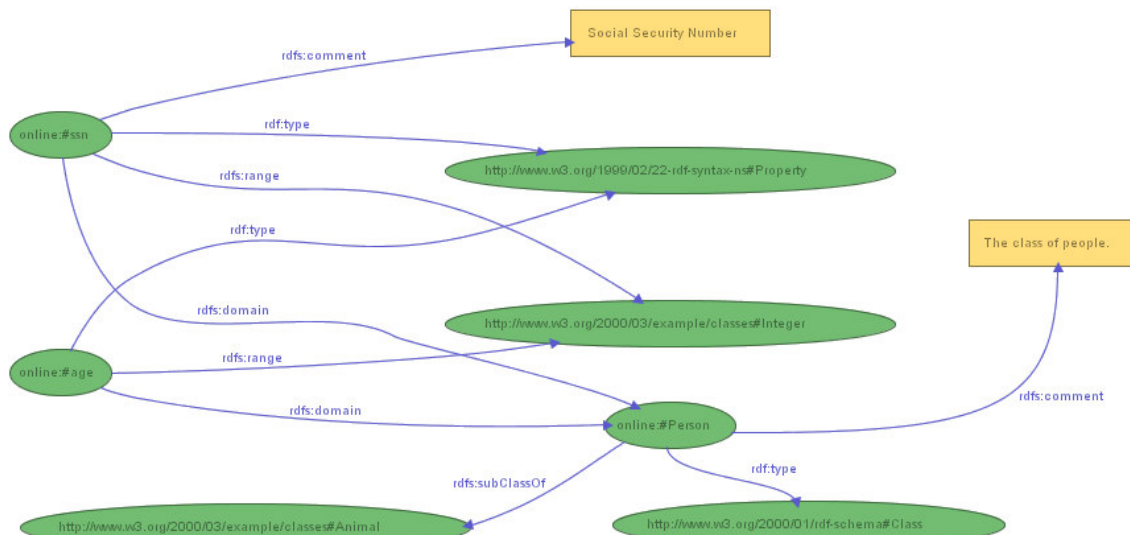 Social Security Number
rdfs:comment
online:#ssn
rdf:type
http://www.w3.org/1999/02/22-rdf-syntax-ns#Property
rdfs:range
rdf:type
The class of people.
rdfs:domain
http://www.w3.org/2000/03/example/classes#Integer
rdfs:range
online:#age
rdfs:comment
rdfs:domain
online:#Person
rdf:type
rdfs:subClassOf
http://www.w3.org/2000/03/example/classes#Animal
http://www.w3.org/2000/01/rdf-schema#Class